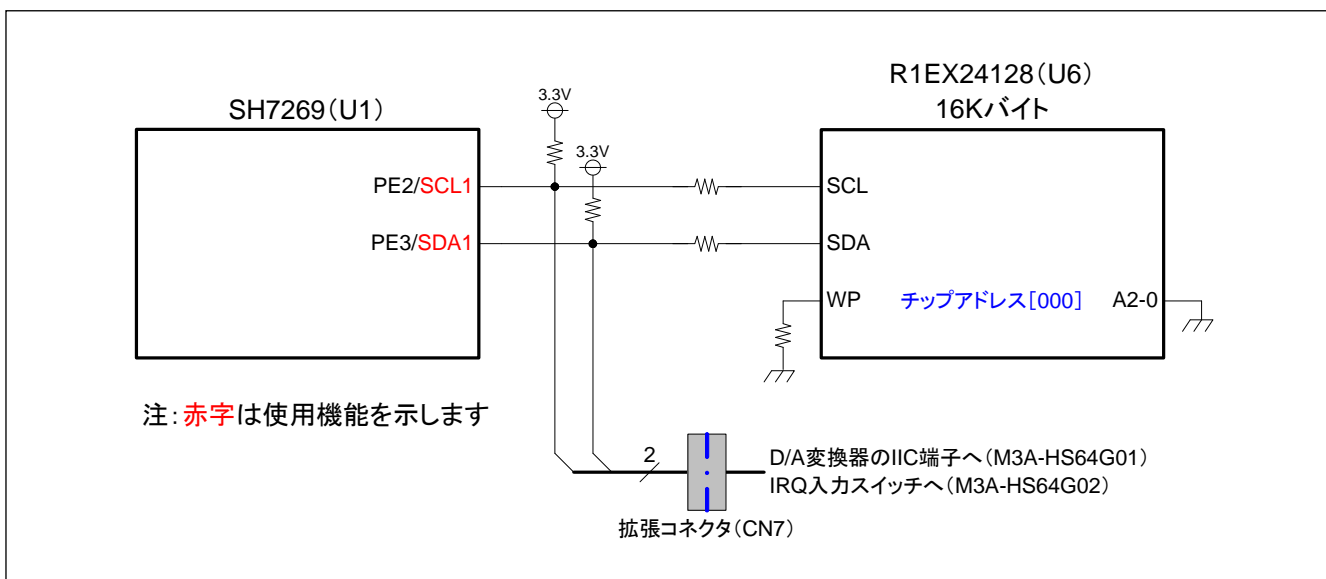 R1EX24128(U6)
16Kバイト
SH7269(U1)
3.3V
3.3V
PE2/SCL1
SCL
PE3/SDA1
SDA
WP
チップアドレス[000]
A2-0
注:赤字は使用機能を示します
2
D/A変換器のIIC端子へ(M3A-HS64G01)
IRQ入力スイッチへ(M3A-HS64G02)
拡張コネクタ(CN7)